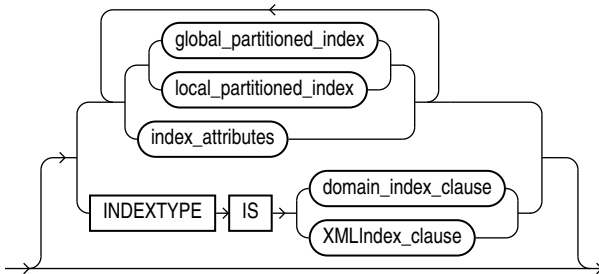 global_partitioned_index
local_partitioned_index
index_attributes
domain_index_clause
INDEXTYPE IS
XMLIndex_clause